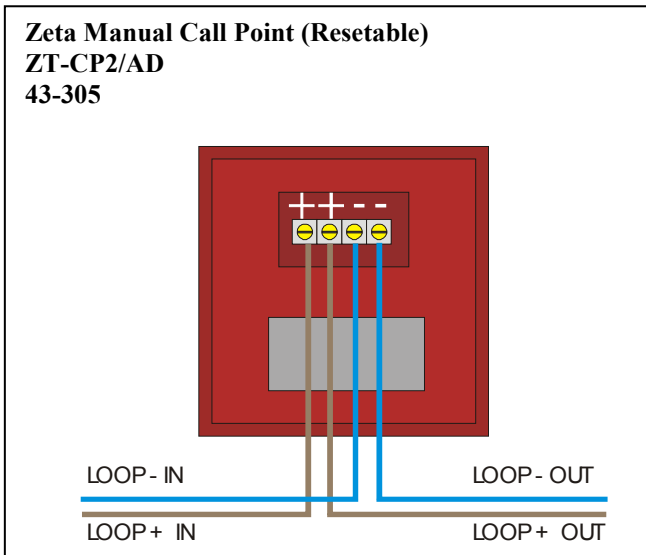 Zeta Manual Call Point (Resetable)
ZT-CP2/AD
43-305
++--
LOOP - IN
LOOP - OUT
LOOP + IN
LOOP + OUT